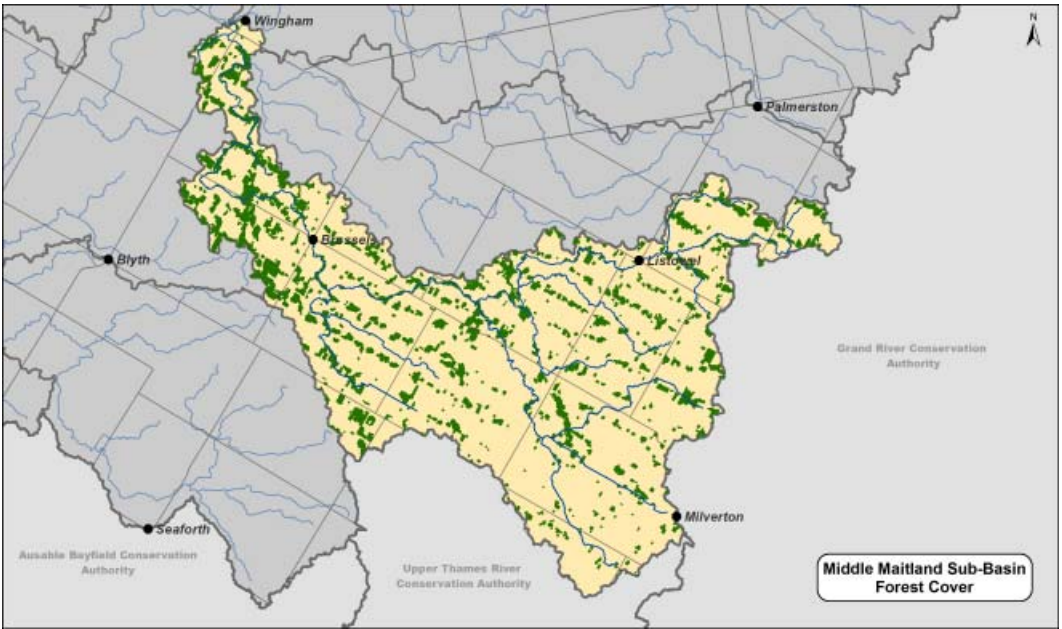 Wingham
N
Palmerston
Brussels
Blyth
Listowel
Grand River Conservation
Authority
Milverton
Seaforth
Ausable Bayfield Conservation
Authority
Upper Thames River
Conservation Authority
Middle Maitland Sub-Basin
Forest Cover